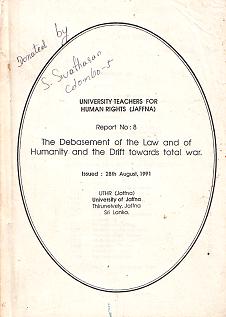 Donated by
S. Sivathasan
Colombo-5
UNIVERSITY TEACHERS FOR
HUMAN RIGHTS (JAFFNA)
Report No: 8
The Debasement of the Law and of
Humanity and the Drift towards total war.
Issued : 28th August, 1991
UTHR (Jaffna)
University of Jaffna
Thirunelvely, Jaffna
Sri Lanka.